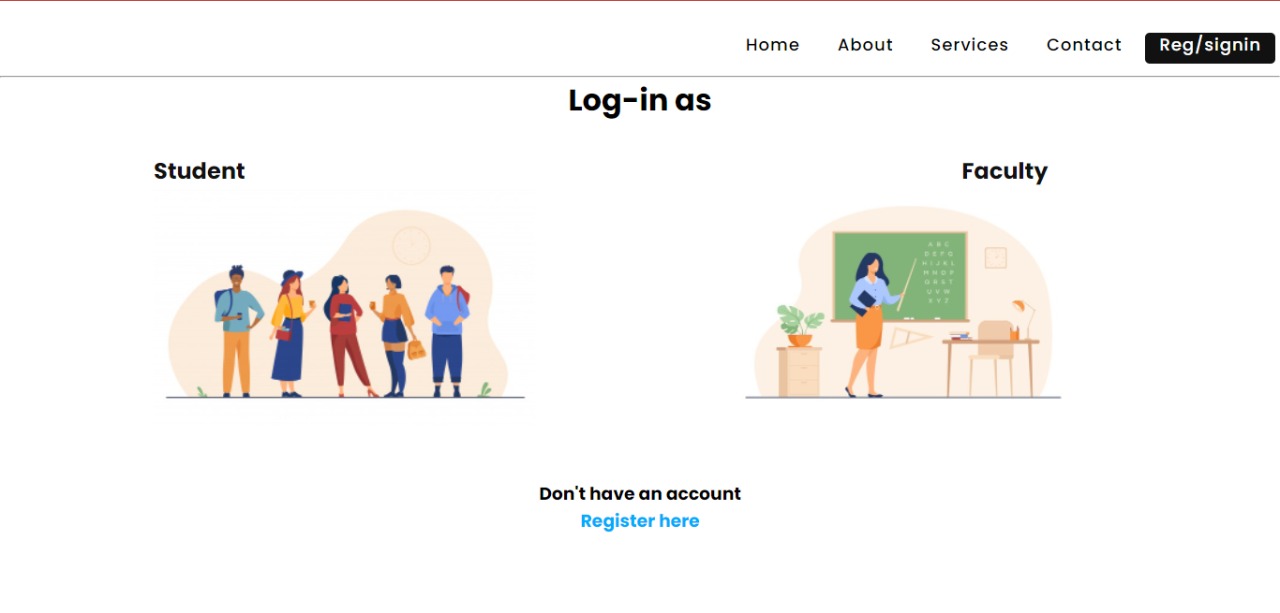 Home About Services Contact Reg/signin
Log-in as
Student Faculty
A B C
D E F G
H I J K L
M N O P
Q R S T
U V W
X Y Z
Don't have an account
Register here